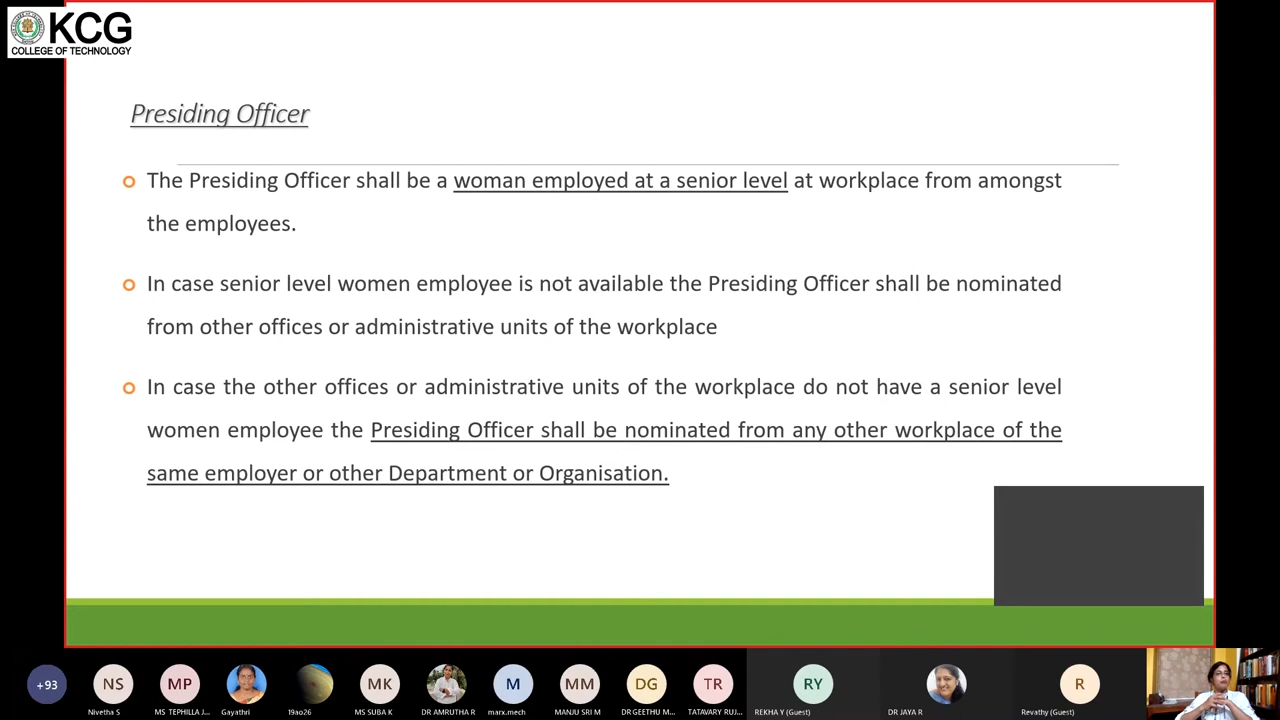 KCG
COLLEGE OF TECHNOLOGY
Presiding Officer
The Presiding Officer shall be a woman employed at a senior level at workplace from amongst
the employees.
In case senior level women employee is not available the Presiding Officer shall be nominated
from other offices or administrative units of the workplace
In case the other offices or administrative units of the workplace do not have a senior level
women employee the Presiding Officer shall be nominated from any other workplace of the
same employer or other Department or Organisation.
+93
NS
MP
MK
M
MM
DG
TR
RY
R
Nivetha S
MS TEPHILLA J...
Gayathri
19ao26
MS SUBA K
DR AMRUTHA R
marx.mech
MANJU SRI M
DR GEETHU M...
TATAVARY RUJ...
REKHA Y (Guest)
DR JAYA R
Revathy (Guest)